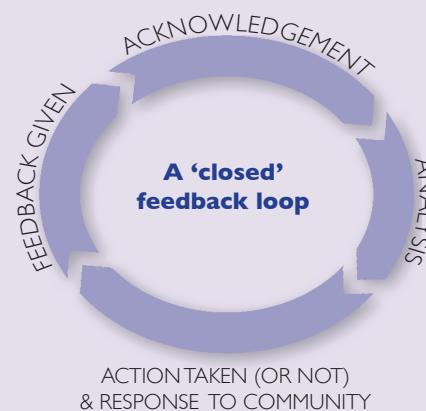 ACKNOWLEDGEMENT
FEEDBACK GIVEN
A ‘closed’
feedback loop
ANALYSIS
ACTION TAKEN (OR NOT)
& RESPONSE TO COMMUNITY